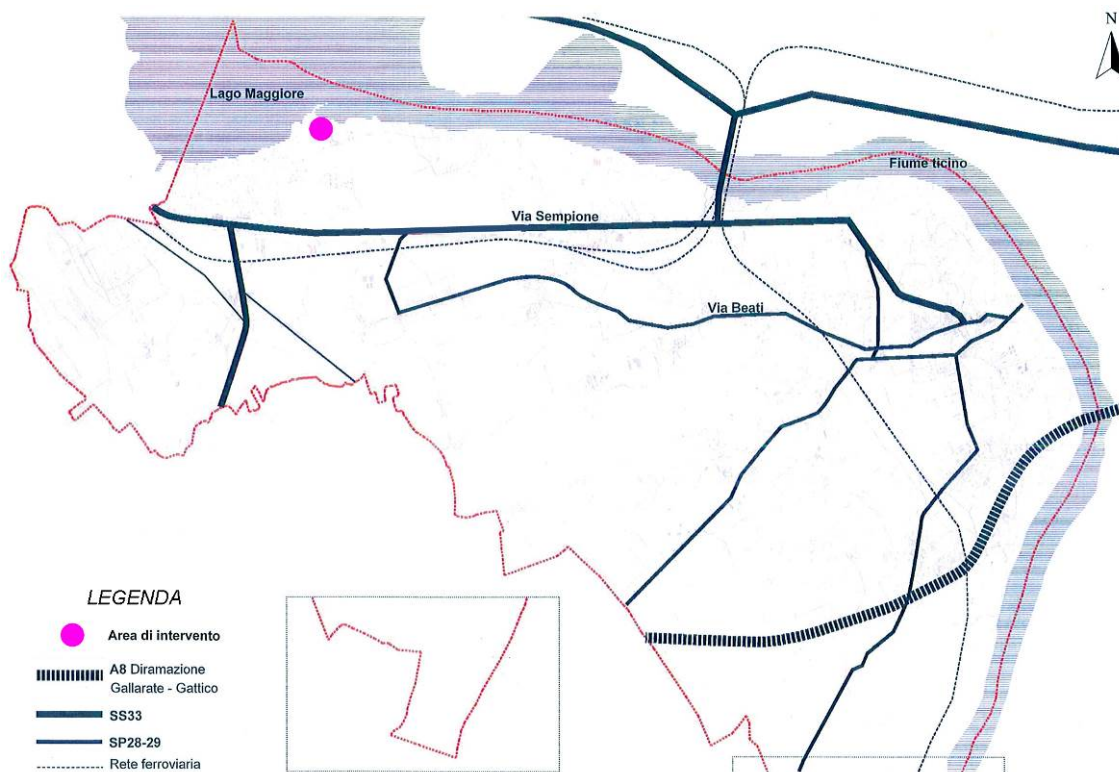 N
Lago Maggiore
Fiume ticino
Via Sempione
Via Beati
LEGENDA
Area di intervento
A8 Diramazione
Gallarate - Gattico
SS33
SP28-29
Rete ferroviaria